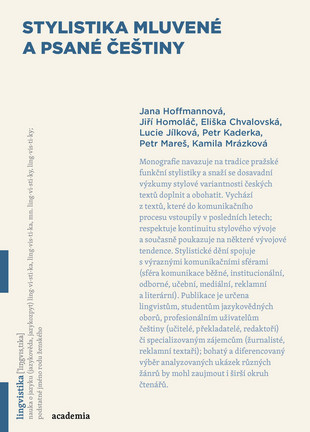 STYLISTIKA MLUVENÉ
A PSANÉ ČEŠTINY
Jana Hoffmannová,
Jiří Homoláč, Eliška Chvalovská,
Lucie Jílková, Petr Kaderka,
Petr Mareš, Kamila Mrázková
Monografie navazuje na tradice pražské
funkční stylistiky a snaží se dosavadní
výzkumy stylové variantnosti českých
textů doplnit a obohatit. Vychází
z textů, které do komunikačního
procesu vstoupily v posledních letech;
respektuje kontinuitu stylového vývoje
a současně poukazuje na některé vývojové
tendence. Stylistické dění spojuje
s výraznými komunikačními sférami
(sféra komunikace běžné, institucionální,
odborné, učební, mediální, reklamní
a literární). Publikace je určena
lingvistům, studentům jazykovědných
oborů, profesionálním uživatelům
češtiny (učitelé, překladatelé, redaktoři)
či specializovaným zájemcům (žurnalisté,
reklamní textaři); bohatý a diferencovaný
výběr analyzovaných ukázek různých
žánrů by mohl zaujmout i širší okruh
čtenářů.
lingvistika [lɪŋgvɪstɪka]
nauka o jazyku (jazykověda, jazykozpyt) ling-vi-sti-ka, ling-vis-ti-ka, mn. ling-vi-sti-ky, ling-vis-ti-ky;
podstatné jméno rodu ženského
academia